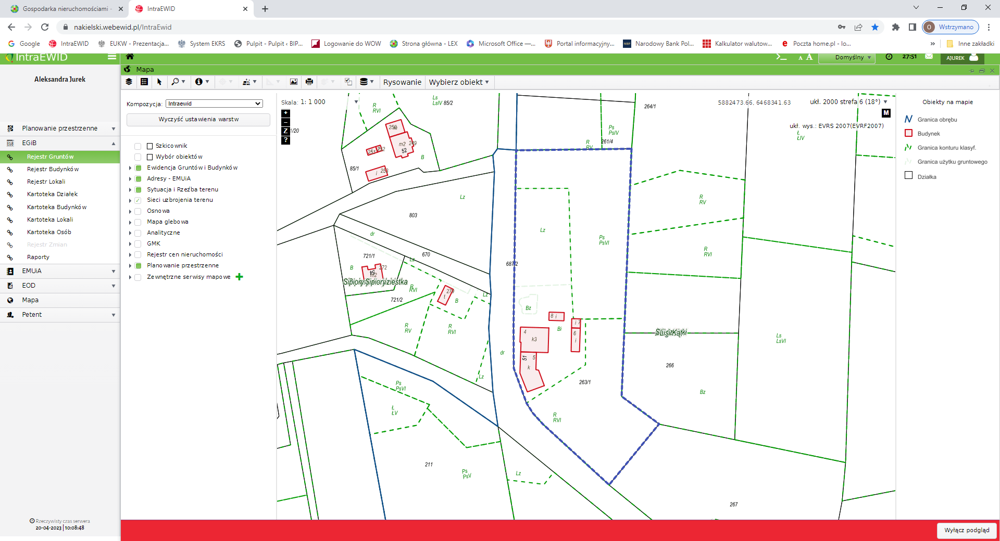 Gospodarka nieruchomościami -
IntraEWID
nakielski.webewid.pl/IntraEwid
Wstrzymano
Google
IntraEWID
EUKW - Prezentacja...
System EKRS
Pulpit - Pulpit ‹ BIP...
Logowanie do WOW
Strona główna - LEX
Microsoft Office —...
Portal informacyjny...
Narodowy Bank Pol...
Kalkulator walutow...
Poczta home.pl - lo...
»
Inne zakładki
IntraEWID
A A
Domyślny
27:51
AJUREK
Mapa
Aleksandra Jurek
Rysowanie
Wybierz obiekt
Planowanie przestrzenne
EGiB
Rejestr Gruntów
Rejestr Budynków
Rejestr Lokali
Kartoteka Działek
Kartoteka Budynków
Kartoteka Lokali
Kartoteka Osób
Rejestr Zmian
Raporty
EMUiA
EOD
Mapa
Petent
Rzeczywisty czas serwera
20-04-2023 | 10:08:48
Kompozycja: Intraewid
Wyczyść ustawienia warstw
Szkicownik
Wybór obiektów
Ewidencja Gruntów i Budynków
Adresy - EMUiA
Sytuacja i Rzeźba terenu
Sieci uzbrojenia terenu
Osnowa
Mapa glebowa
Analityczne
GMK
Rejestr cen nieruchomości
Planowanie przestrzenne
Zewnętrzne serwisy mapowe
Skala: 1: 1 000
+
−
Z
?
1/20
5882473.66, 6468341.63
ukł. 2000 strefa 6 (18°)
M
ukł. wys.: EVRS 2007(EVRF2007)
Ls
LsIV 85/2
R
RVI
250
m2
249
52
251
252
i
253
B
85/1
264/1
Ps
PsIV
R
RV
261/4
Ł
ŁIV
Lz
803
dr
721/1
670
Lz
B
272
m2
54
R
RVI
721/2
279
t
B
Lz
R
RV
R
RVI
Lz
dr
687/2
Lz
Ps
PsVI
Bz
8 i
Bi
i 7
6
i
4
k3
51
5
k
263/1
R
RVI
R
RV
R
RVI
266
Bz
Ls
LsVI
Ps
PsVI
Ł
ŁV
211
Ps
PsV
Lz
267
Obiekty na mapie
Granica obrębu
Budynek
Granica konturu klasyf.
Granica użytku gruntowego
Działka
Wyłącz podgląd